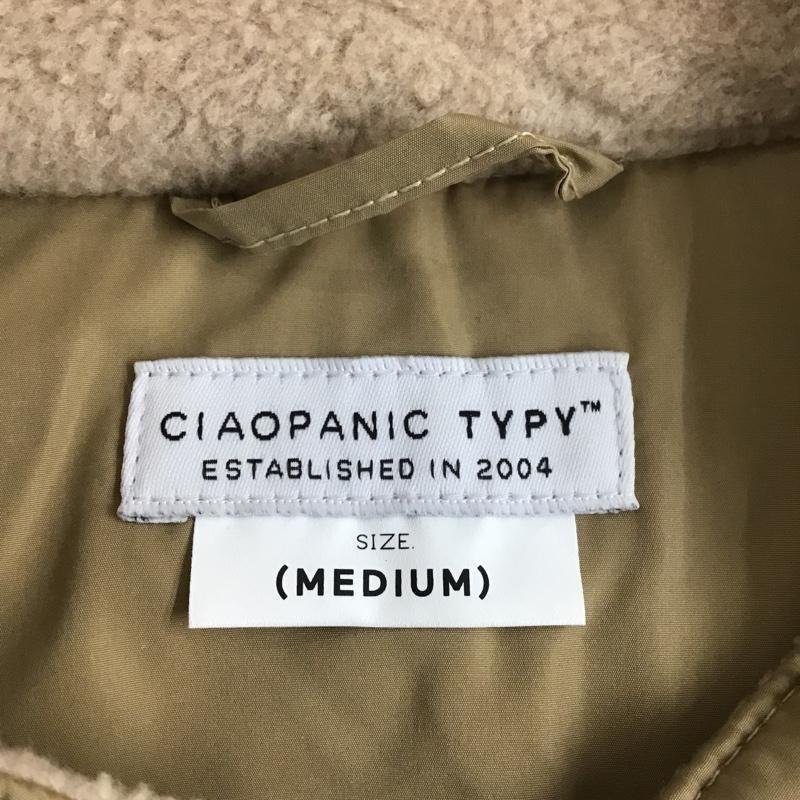 CIAOPANIC TYPY™
ESTABLISHED IN 2004
SIZE.
(MEDIUM)